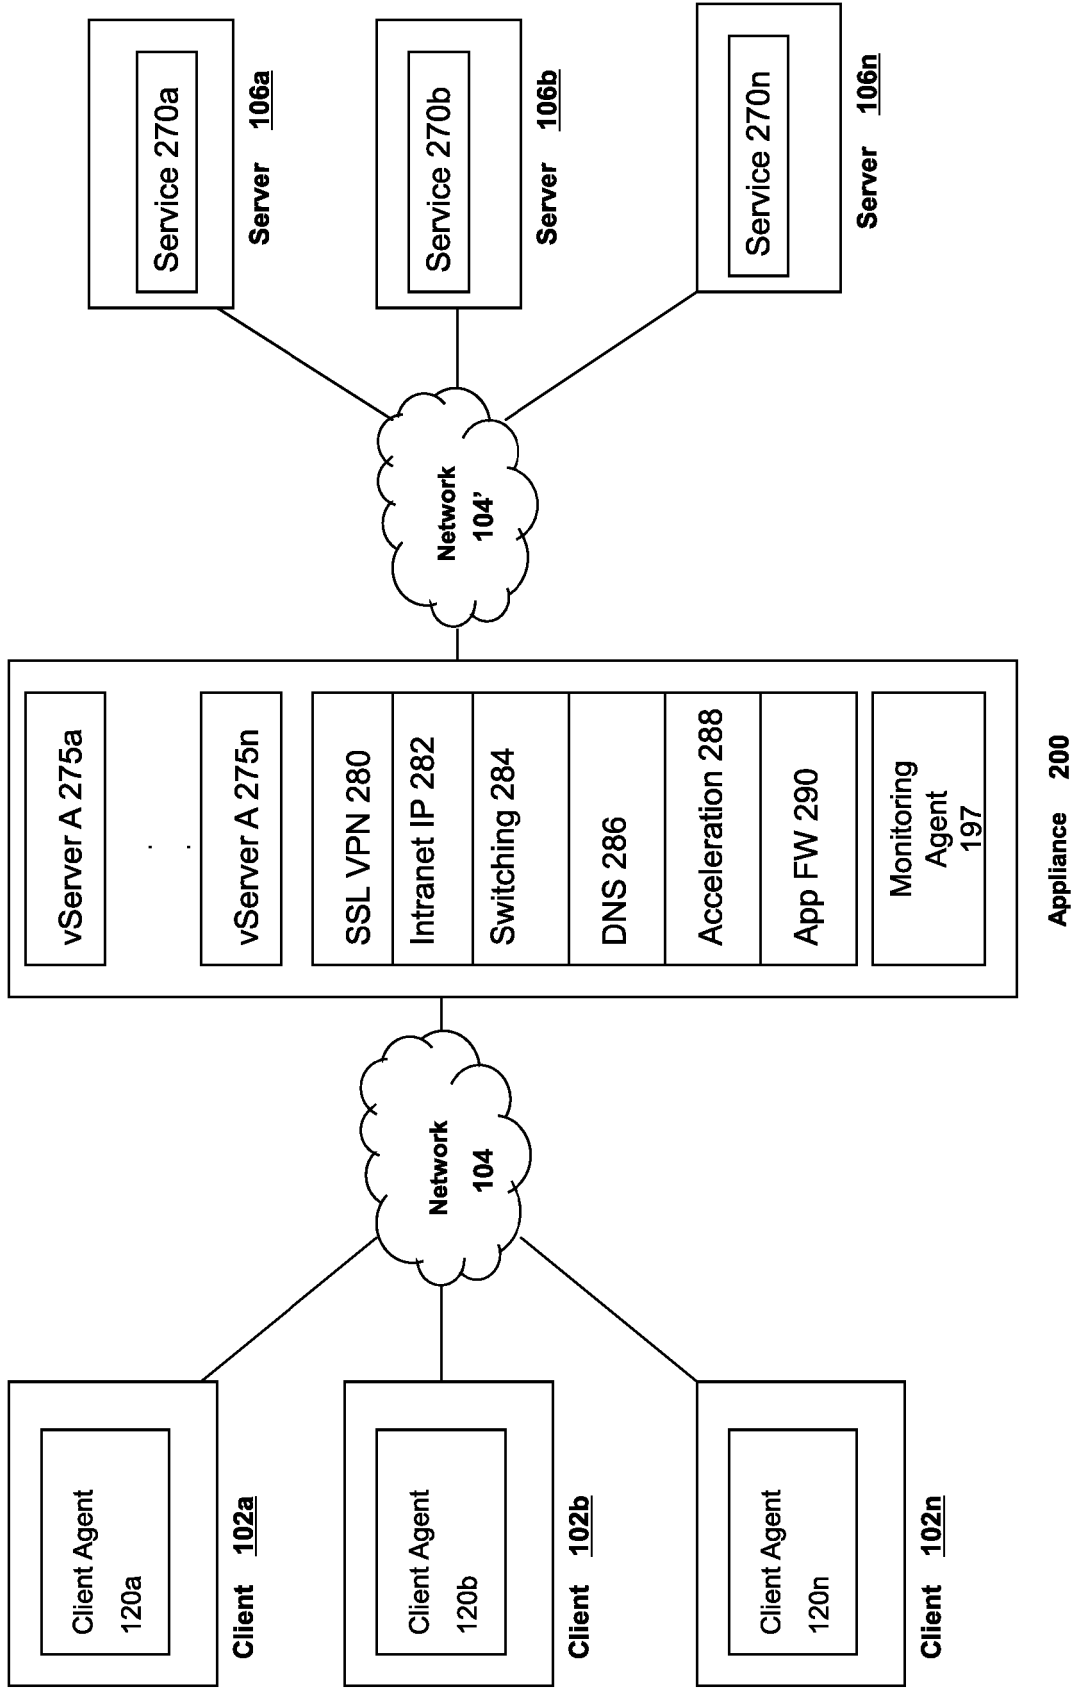 Client Agent
120a
Client 102a
Client Agent
120b
Client 102b
Client Agent
120n
Client 102n
Network
104
vServer A 275a
vServer A 275n
SSL VPN 280
Intranet IP 282
Switching 284
DNS 286
Acceleration 288
App FW 290
Monitoring
Agent
197
Appliance 200
Network
104'
Service 270a
Server 106a
Service 270b
Server 106b
Service 270n
Server 106n